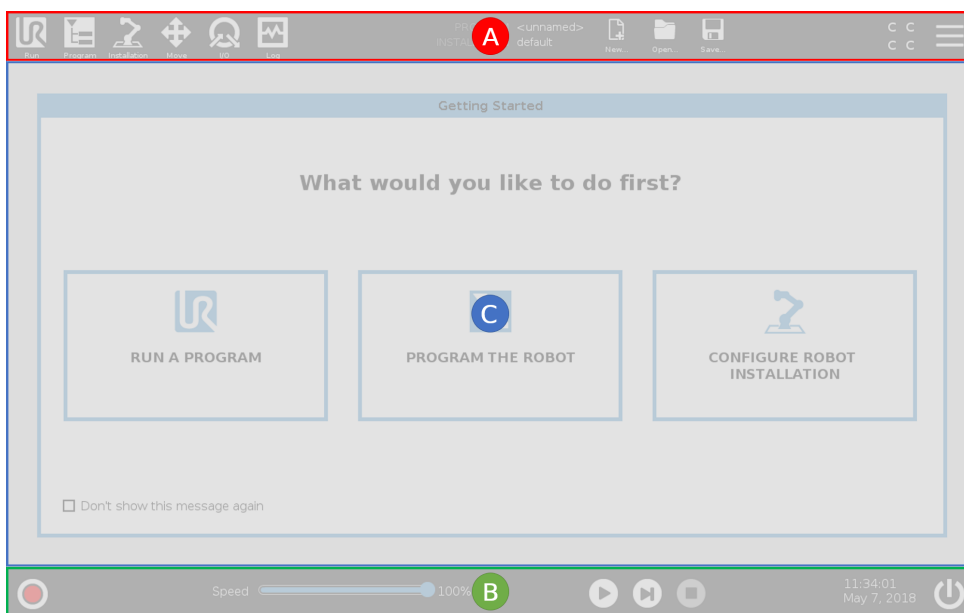 Run Program Installation Move I/O Log
PR <unnamed>
INSTA default
New... Open... Save...
A
C C
C C
Getting Started
What would you like to do first?
C
RUN A PROGRAM
PROGRAM THE ROBOT
CONFIGURE ROBOT
INSTALLATION
Don't show this message again
Speed 100%
B
11:34:01
May 7, 2018